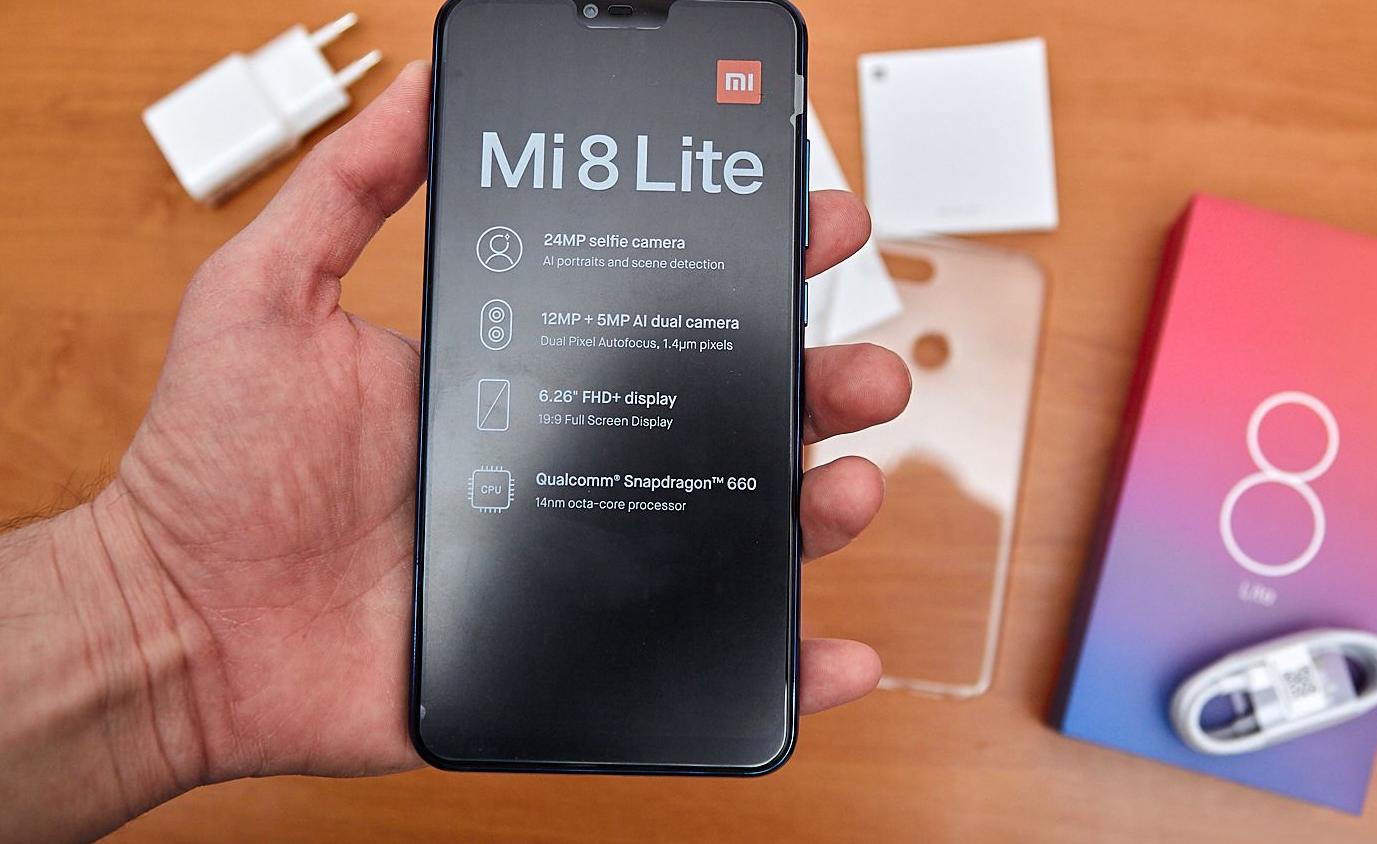 mi
Mi 8 Lite
24MP selfie camera
AI portraits and scene detection
12MP + 5MP AI dual camera
Dual Pixel Autofocus, 1.4µm pixels
6.26" FHD+ display
19:9 Full Screen Display
CPU
Qualcomm® Snapdragon™ 660
14nm octa-core processor
8
Lite